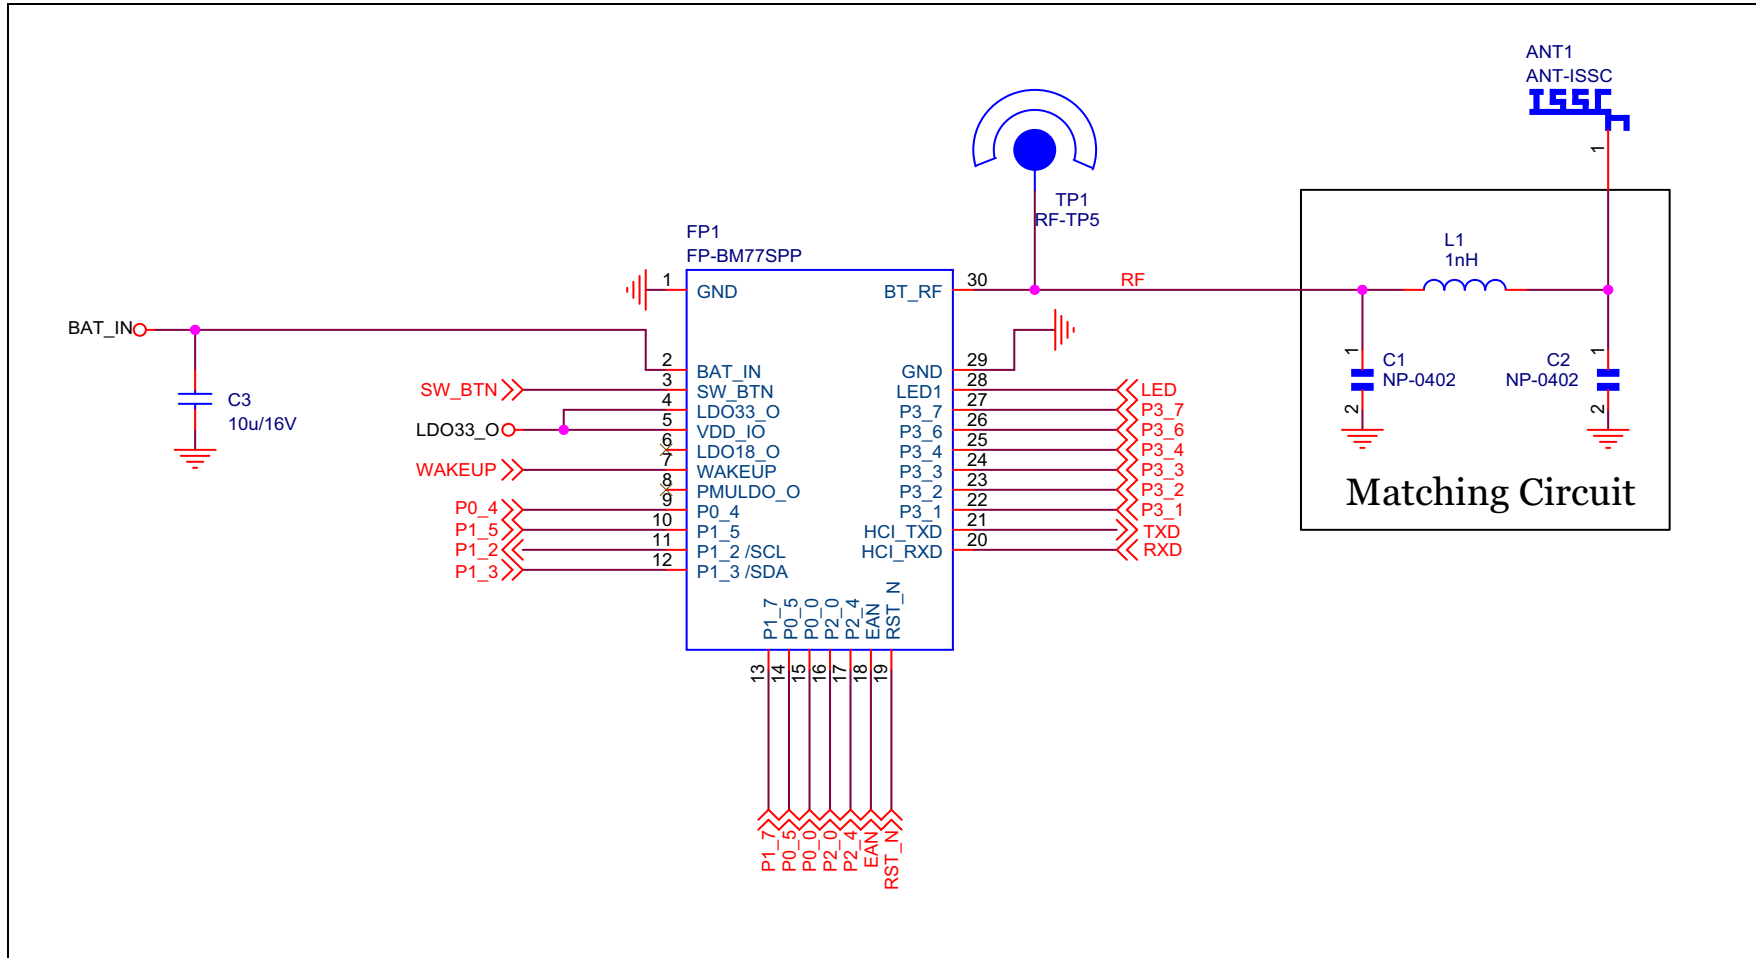 ANT1
ANT-ISSC
TP1
RF-TP5
FP1
FP-BM77SPP
L1
1nH
1
GND
BT_RF
30
RF
1
BAT_IN
C3
10u/16V
2
BAT_IN
GND
29
SW_BTN
3
SW_BTN
LED1
28
LED
4
LDO33_O
P3_7
27
P3_7
LDO33_O
5
VDD_IO
P3_6
26
P3_6
6
LDO18_O
P3_4
25
P3_4
WAKEUP
7
WAKEUP
P3_3
24
P3_3
8
PMULDO_O
P3_2
23
P3_2
P0_4
9
P0_4
P3_1
22
P3_1
P1_5
10
P1_5
HCI_TXD
21
TXD
P1_2
11
P1_2 /SCL
HCI_RXD
20
RXD
P1_3
12
P1_3 /SDA
1
C1
NP-0402
2
1
C2
NP-0402
2
Matching Circuit
P1_7
P0_5
P0_0
P2_0
P2_4
EAN
RST_N
13
14
15
16
17
18
19
P1_7
P0_5
P0_0
P2_0
P2_4
EAN
RST_N